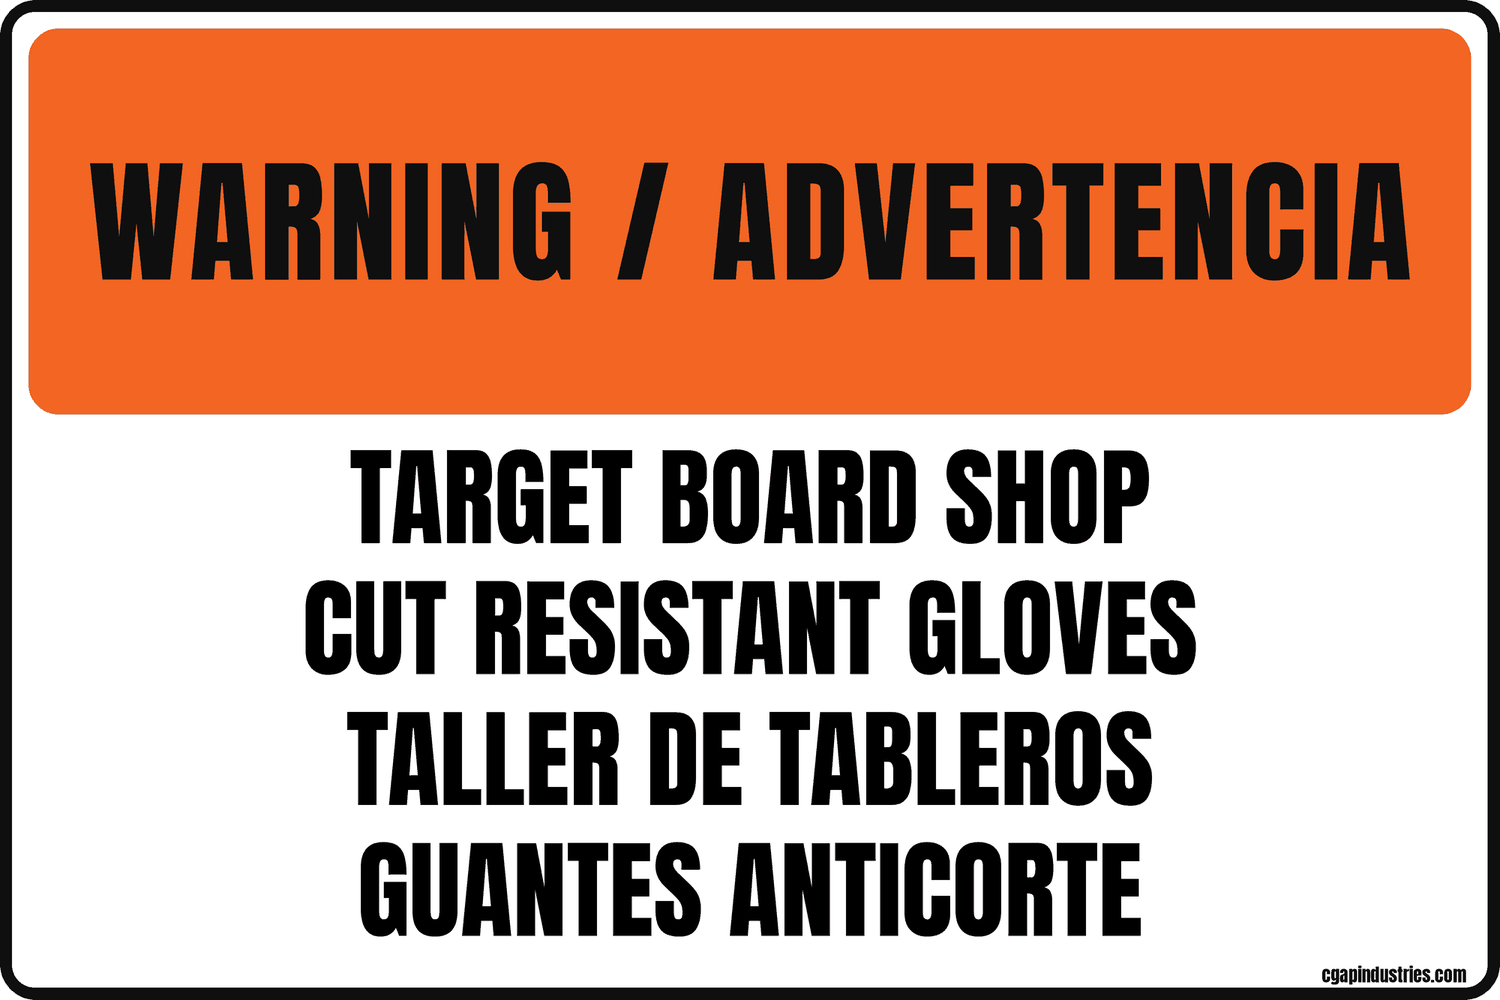 WARNING / ADVERTENCIA
TARGET BOARD SHOP
CUT RESISTANT GLOVES
TALLER DE TABLEROS
GUANTES ANTICORTE
cgapindustries.com